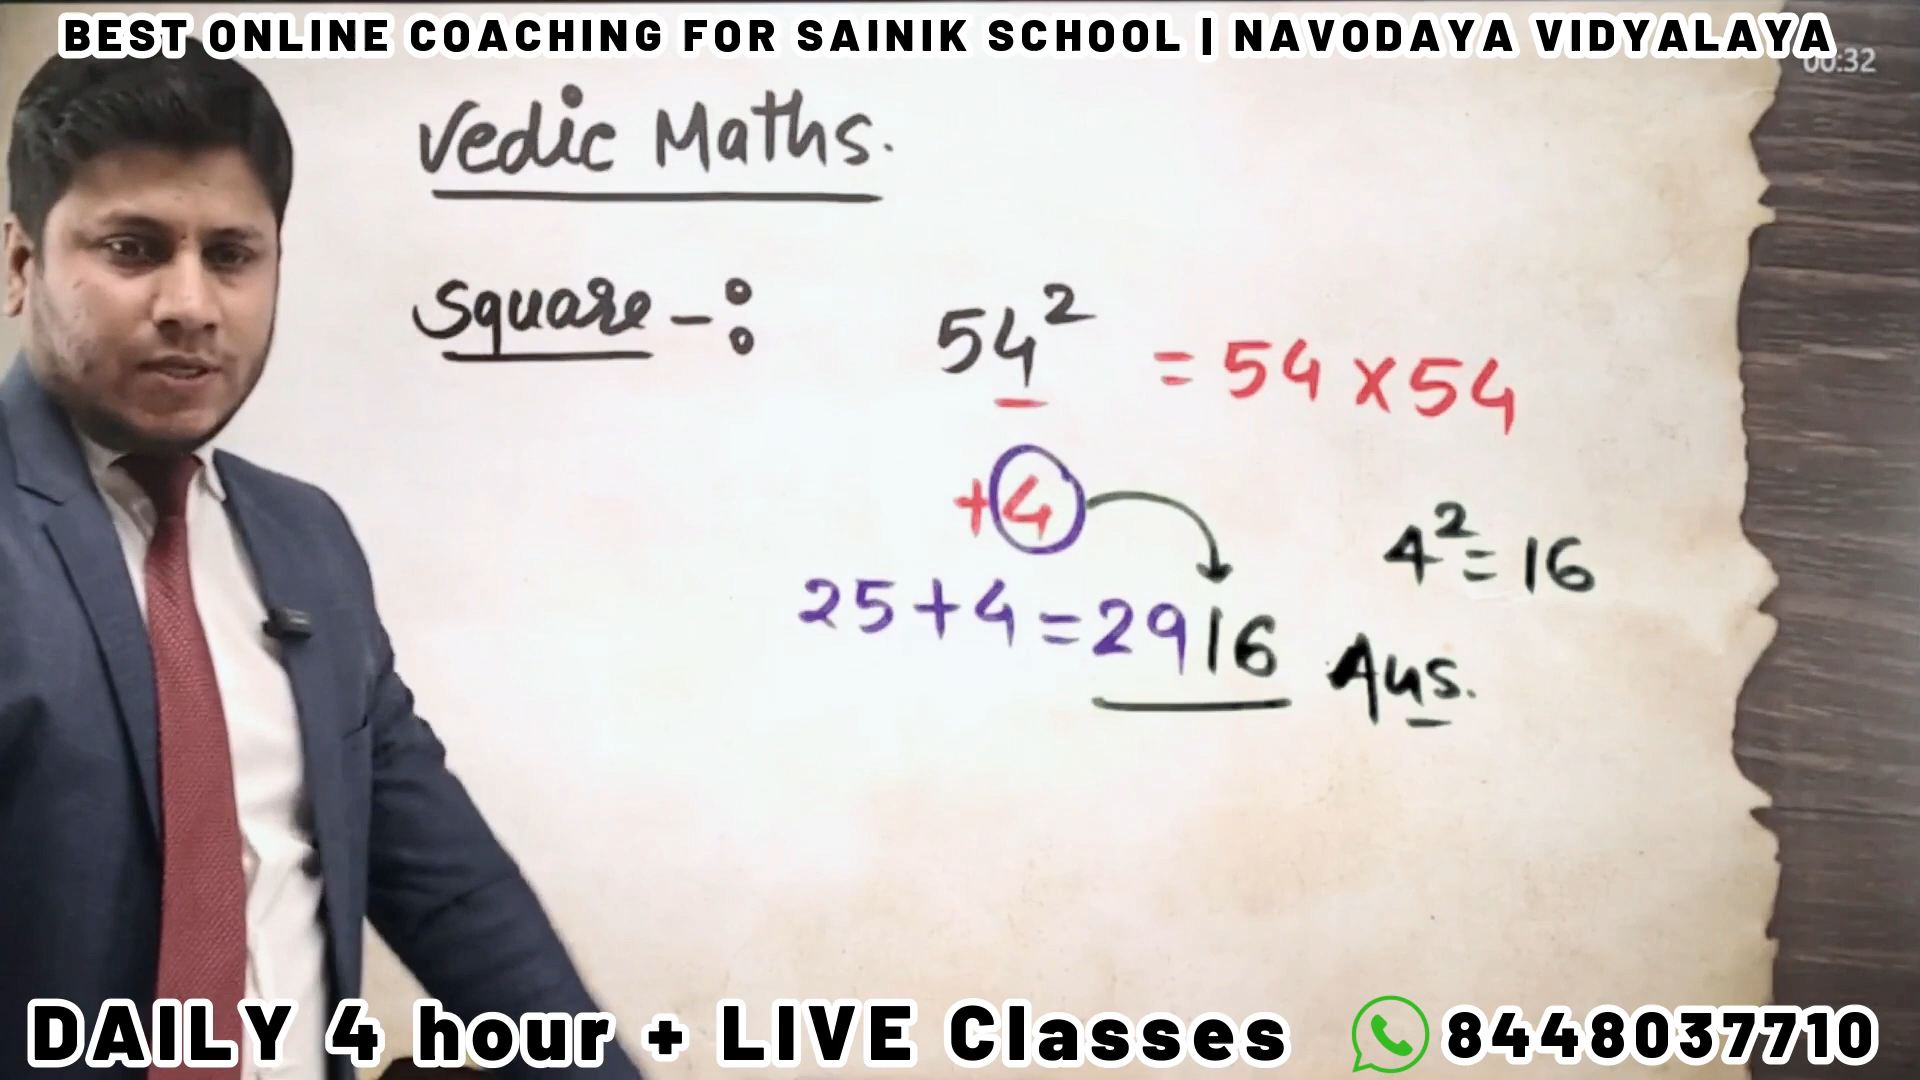 BEST ONLINE COACHING FOR SAINIK SCHOOL | NAVODAYA VIDYALAYA
00:32
Vedic Maths.
Square -:
54² = 54 x 54
+4
4² = 16
25+4 = 2916 Ans.
DAILY 4 hour + LIVE Classes 8448037710